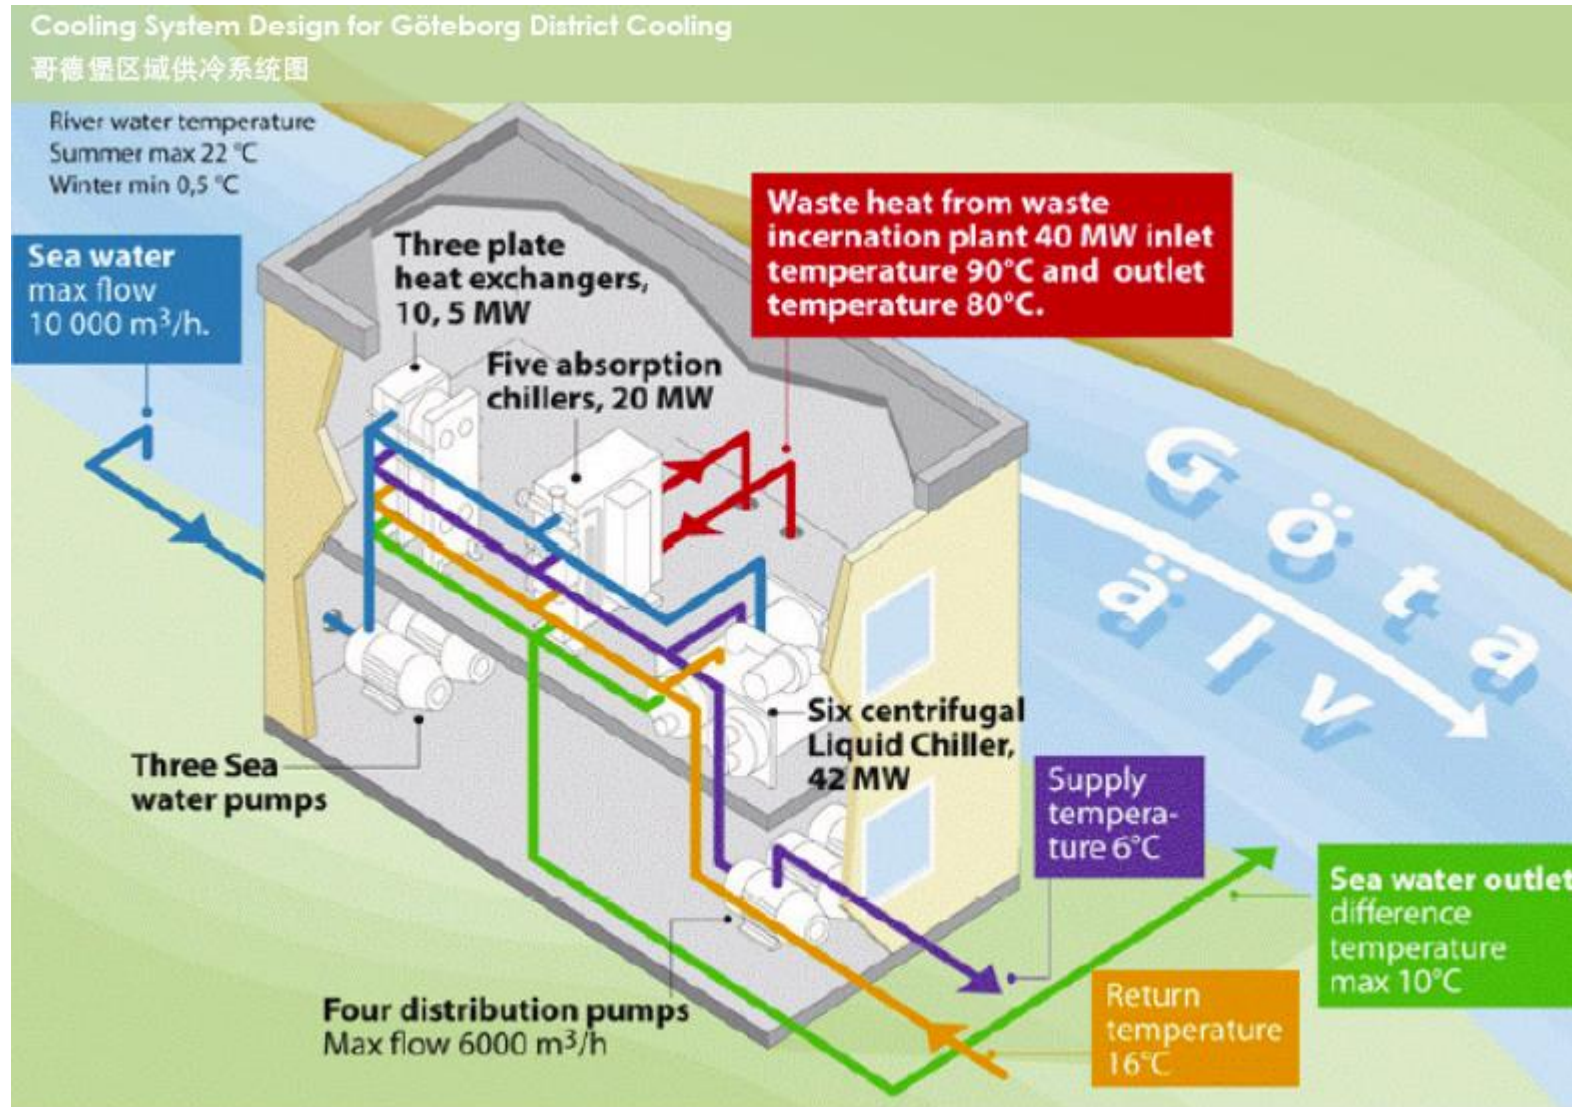 Cooling System Design for Göteborg District Cooling
哥德堡区域供冷系统图
River water temperature
Summer max 22 °C
Winter min 0,5 °C
Sea water
max flow
10 000 m³/h.
Three plate
heat exchangers,
10, 5 MW
Five absorption
chillers, 20 MW
Waste heat from waste
incernation plant 40 MW inlet
temperature 90°C and outlet
temperature 80°C.
Göta
älv
Three Sea
water pumps
Six centrifugal
Liquid Chiller,
42 MW
Supply
tempera-
ture 6°C
Sea water outlet
difference
temperature
max 10°C
Four distribution pumps
Max flow 6000 m³/h
Return
temperature
16°C